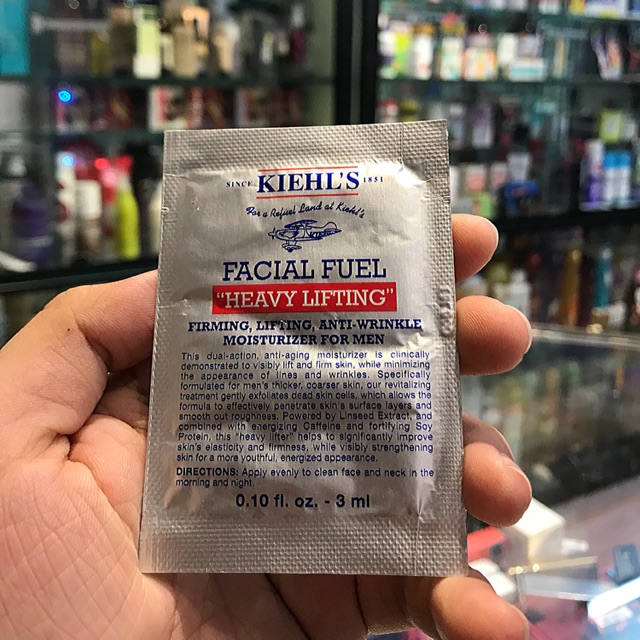 SINCE KIEHL'S 1851
For a Refuel Land at Kiehl's
FACIAL FUEL
"HEAVY LIFTING"
FIRMING, LIFTING, ANTI-WRINKLE
MOISTURIZER FOR MEN
This dual-action, anti-aging moisturizer is clinically
demonstrated to visibly lift and firm skin, while minimizing
the appearance of lines and wrinkles. Specifically
formulated for men's thicker, coarser skin, our revitalizing
treatment gently exfoliates dead skin cells, which allows the
formula to effectively penetrate skin's surface layers and
smooth out roughness. Powered by Linseed Extract, and
combined with energizing Caffeine and fortifying Soy
Protein, this "heavy lifter" helps to significantly improve
skin's elasticity and firmness, while visibly strengthening
skin for a more youthful, energized appearance.
DIRECTIONS: Apply evenly to clean face and neck in the
morning and night.
0.10 fl. oz. - 3 ml